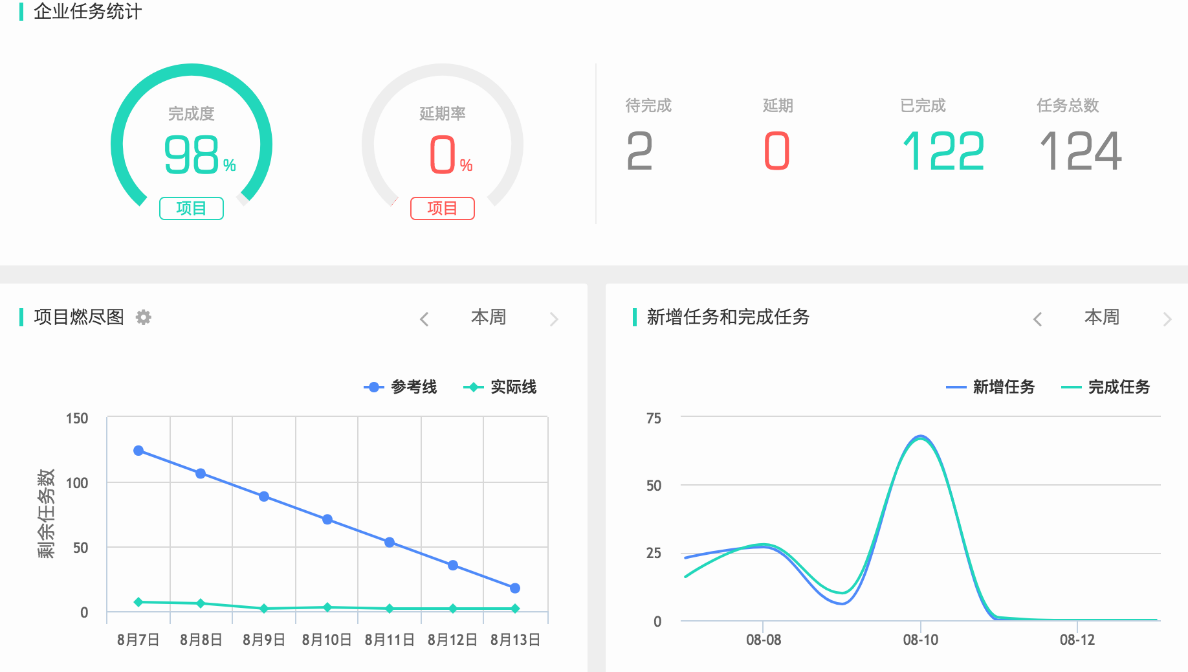 企业任务统计
完成度
98%
项目
延期率
0%
项目
待完成
2
延期
0
已完成
122
任务总数
124
项目燃尽图
本周
参考线
实际线
剩余任务数
150
100
50
0
8月7日 8月8日 8月9日 8月10日 8月11日 8月12日 8月13日
新增任务和完成任务
本周
新增任务
完成任务
75
50
25
0
08-08 08-10 08-12